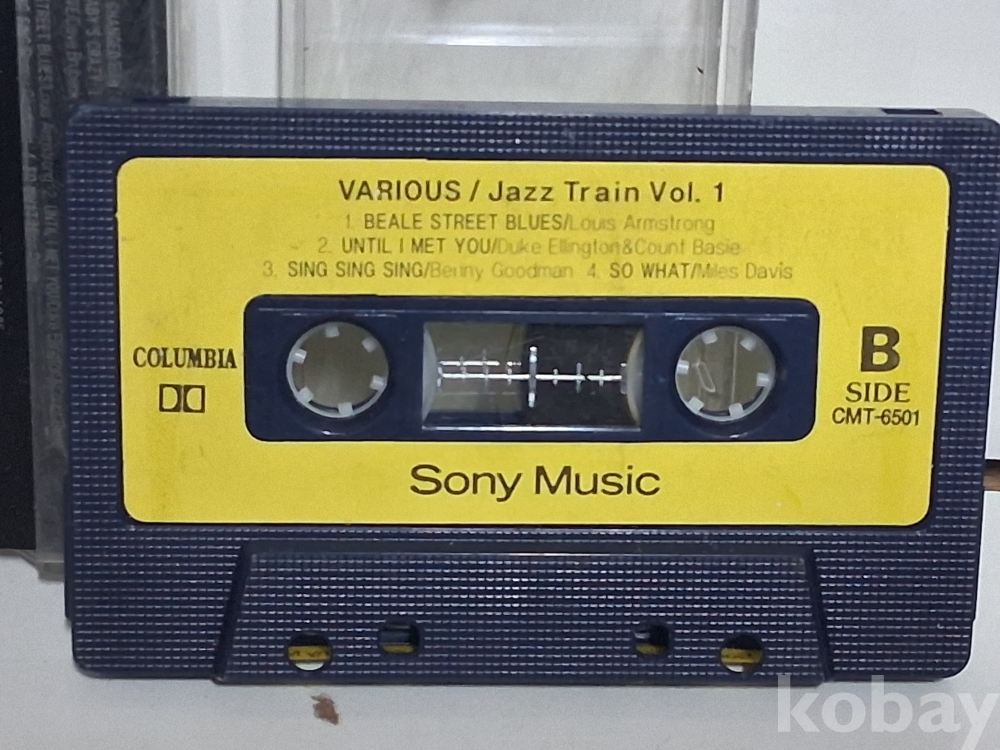 VARIOUS / Jazz Train Vol. 1
1. BEALE STREET BLUES/Louis Armstrong
2. UNTIL I MET YOU/Duke Ellington&Count Basie
3. SING SING SING/Benny Goodman 4. SO WHAT/Miles Davis
COLUMBIA
B
SIDE
CMT-6501
Sony Music
kobay